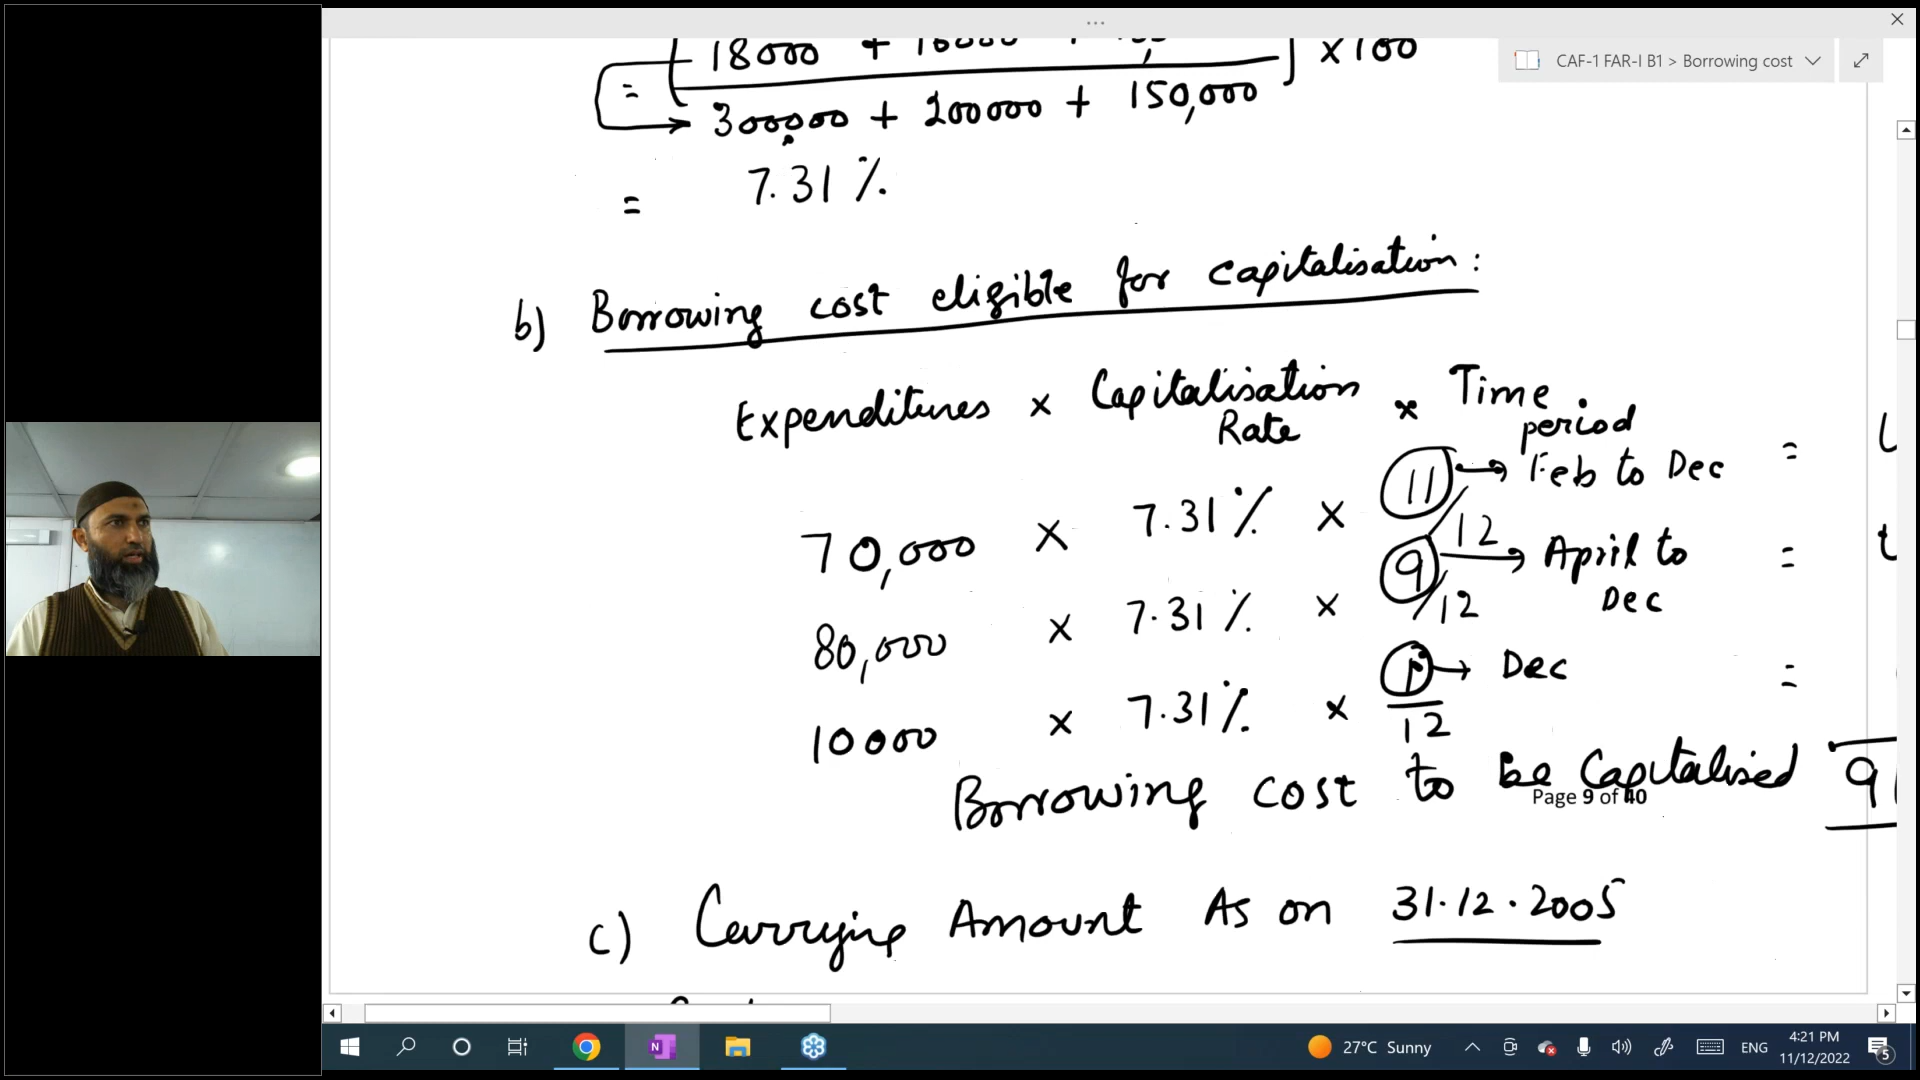 CAF-1 FAR-I B1 > Borrowing cost
18000 + 16000 +
× 100
=
300000 + 200000 + 150,000
= 7.31 %
b) Borrowing cost eligible for capitalisation:
Expenditures × Capitalisation Rate × Time period
70,000 × 7.31 % × 11/12 → Feb to Dec =
80,000 × 7.31 % × 9/12 → April to Dec =
10000 × 7.31 % × 1/12 → Dec =
Borrowing cost to be Capitalised
Page 9 of 40
c) Carrying Amount As on 31.12.2005
27°C Sunny
ENG
4:21 PM
11/12/2022
5